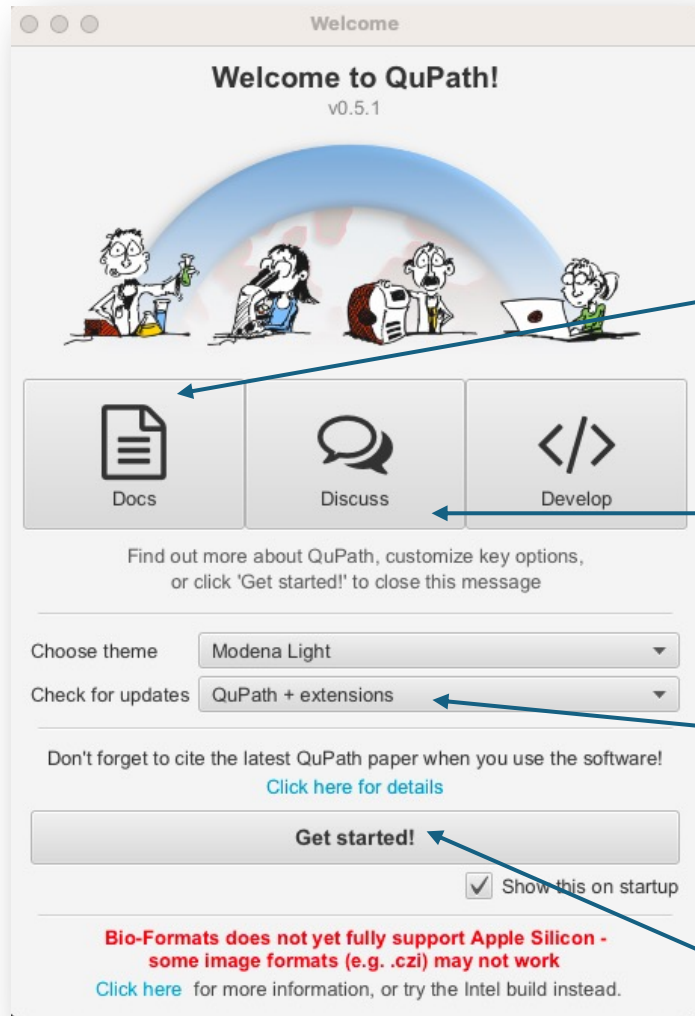 Welcome
Welcome to QuPath!
v0.5.1
Docs
Discuss
Develop
Find out more about QuPath, customize key options,
or click 'Get started!' to close this message
Choose theme
Modena Light
Check for updates
QuPath + extensions
Don't forget to cite the latest QuPath paper when you use the software!
Click here for details
Get started!
Show this on startup
Bio-Formats does not yet fully support Apple Silicon -
some image formats (e.g. .czi) may not work
Click here for more information, or try the Intel build instead.